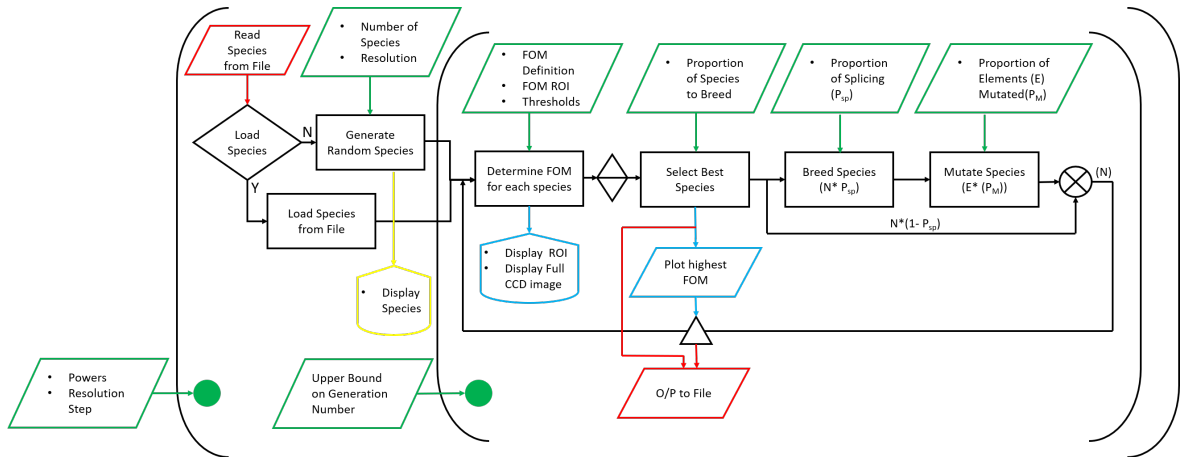 Read
Species
from File
• Number of
Species
• Resolution
• FOM
Definition
• FOM ROI
• Thresholds
• Proportion
of Species
to Breed
• Proportion
of Splicing
(Psp)
• Proportion of
Elements (E)
Mutated(PM)
Load
Species
N
Y
Generate
Random Species
Load Species
from File
Determine FOM
for each species
Select Best
Species
Breed Species
(N* Psp)
Mutate Species
(E* (PM))
(N)
N*(1- Psp)
• Display
Species
• Display ROI
• Display Full
CCD image
Plot highest
FOM
• Powers
• Resolution
Step
Upper Bound
on Generation
Number
O/P to File